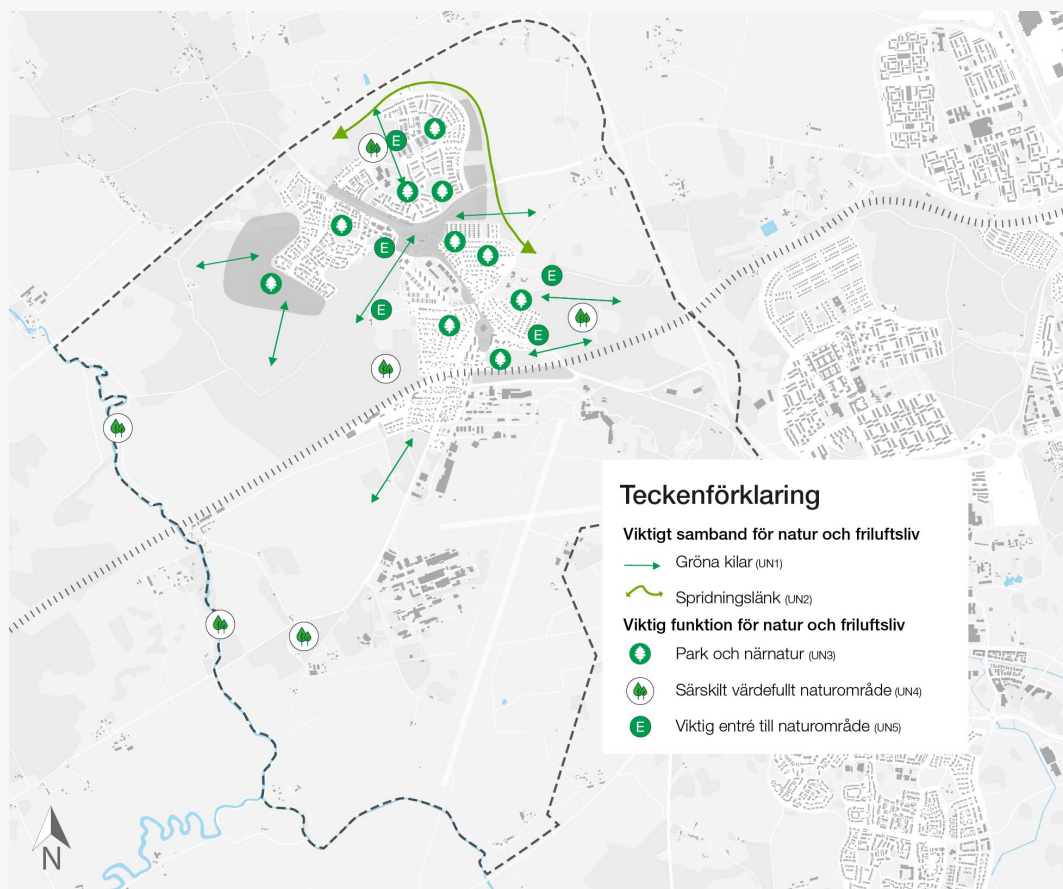 E
E
E
E
E
Teckenförklaring
Viktigt samband för natur och friluftsliv
Gröna kilar (UN1)
Spridningslänk (UN2)
Viktig funktion för natur och friluftsliv
Park och närnatur (UN3)
Särskilt värdefullt naturområde (UN4)
E Viktig entré till naturområde (UN5)
N